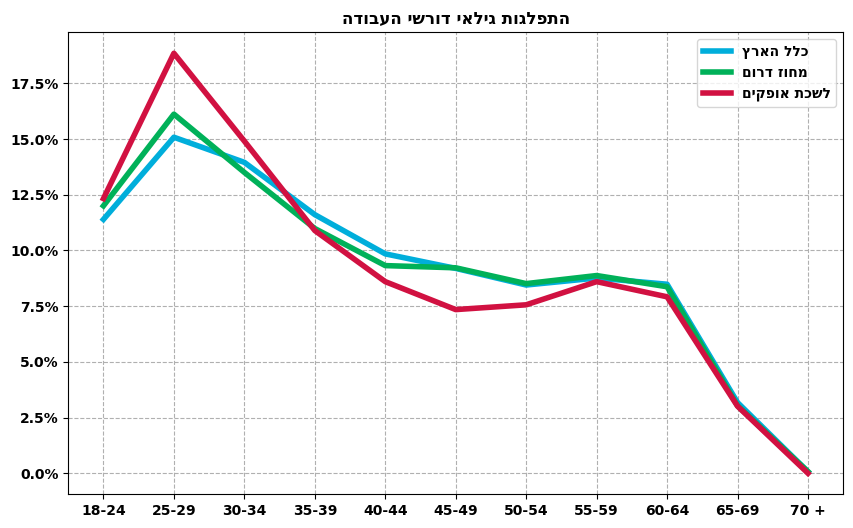 התפלגות גילאי דורשי העבודה
כלל הארץ
מחוז דרום
לשכת אופקים
17.5%
15.0%
12.5%
10.0%
7.5%
5.0%
2.5%
0.0%
18-24 25-29 30-34 35-39 40-44 45-49 50-54 55-59 60-64 65-69 70 +